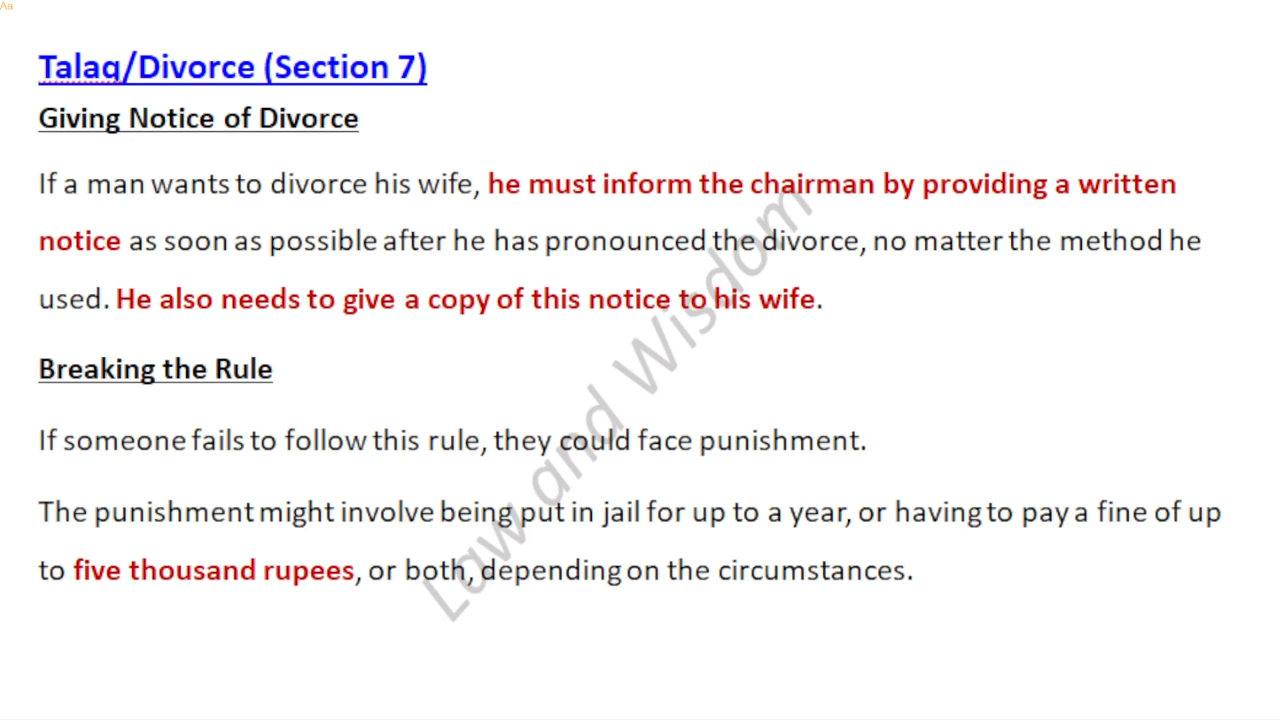 Aa
Talaq/Divorce (Section 7)
Giving Notice of Divorce
If a man wants to divorce his wife, he must inform the chairman by providing a written
notice as soon as possible after he has pronounced the divorce, no matter the method he
used. He also needs to give a copy of this notice to his wife.
Breaking the Rule
If someone fails to follow this rule, they could face punishment.
The punishment might involve being put in jail for up to a year, or having to pay a fine of up
to five thousand rupees, or both, depending on the circumstances.
Law and Wisdom